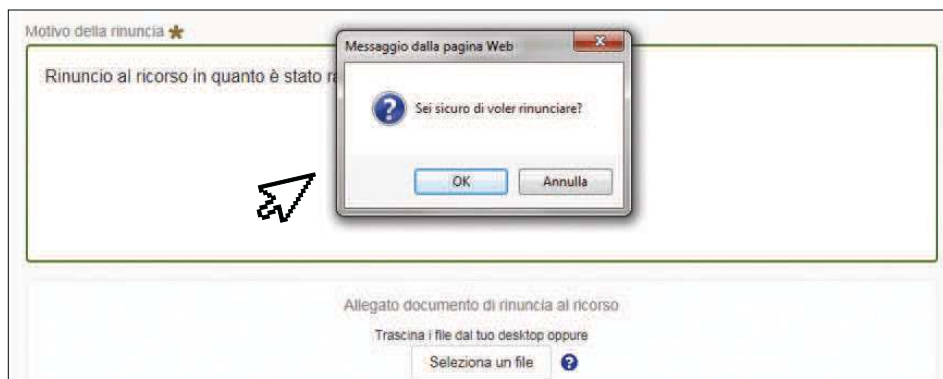 Motivo della rinuncia
Messaggio dalla pagina Web
Rinuncio al ricorso in quanto è stato
Sei sicuro di voler rinunciare?
OK Annulla
Allegato documento di rinuncia al ricorso
Trascina i file dal tuo desktop oppure
Seleziona un file